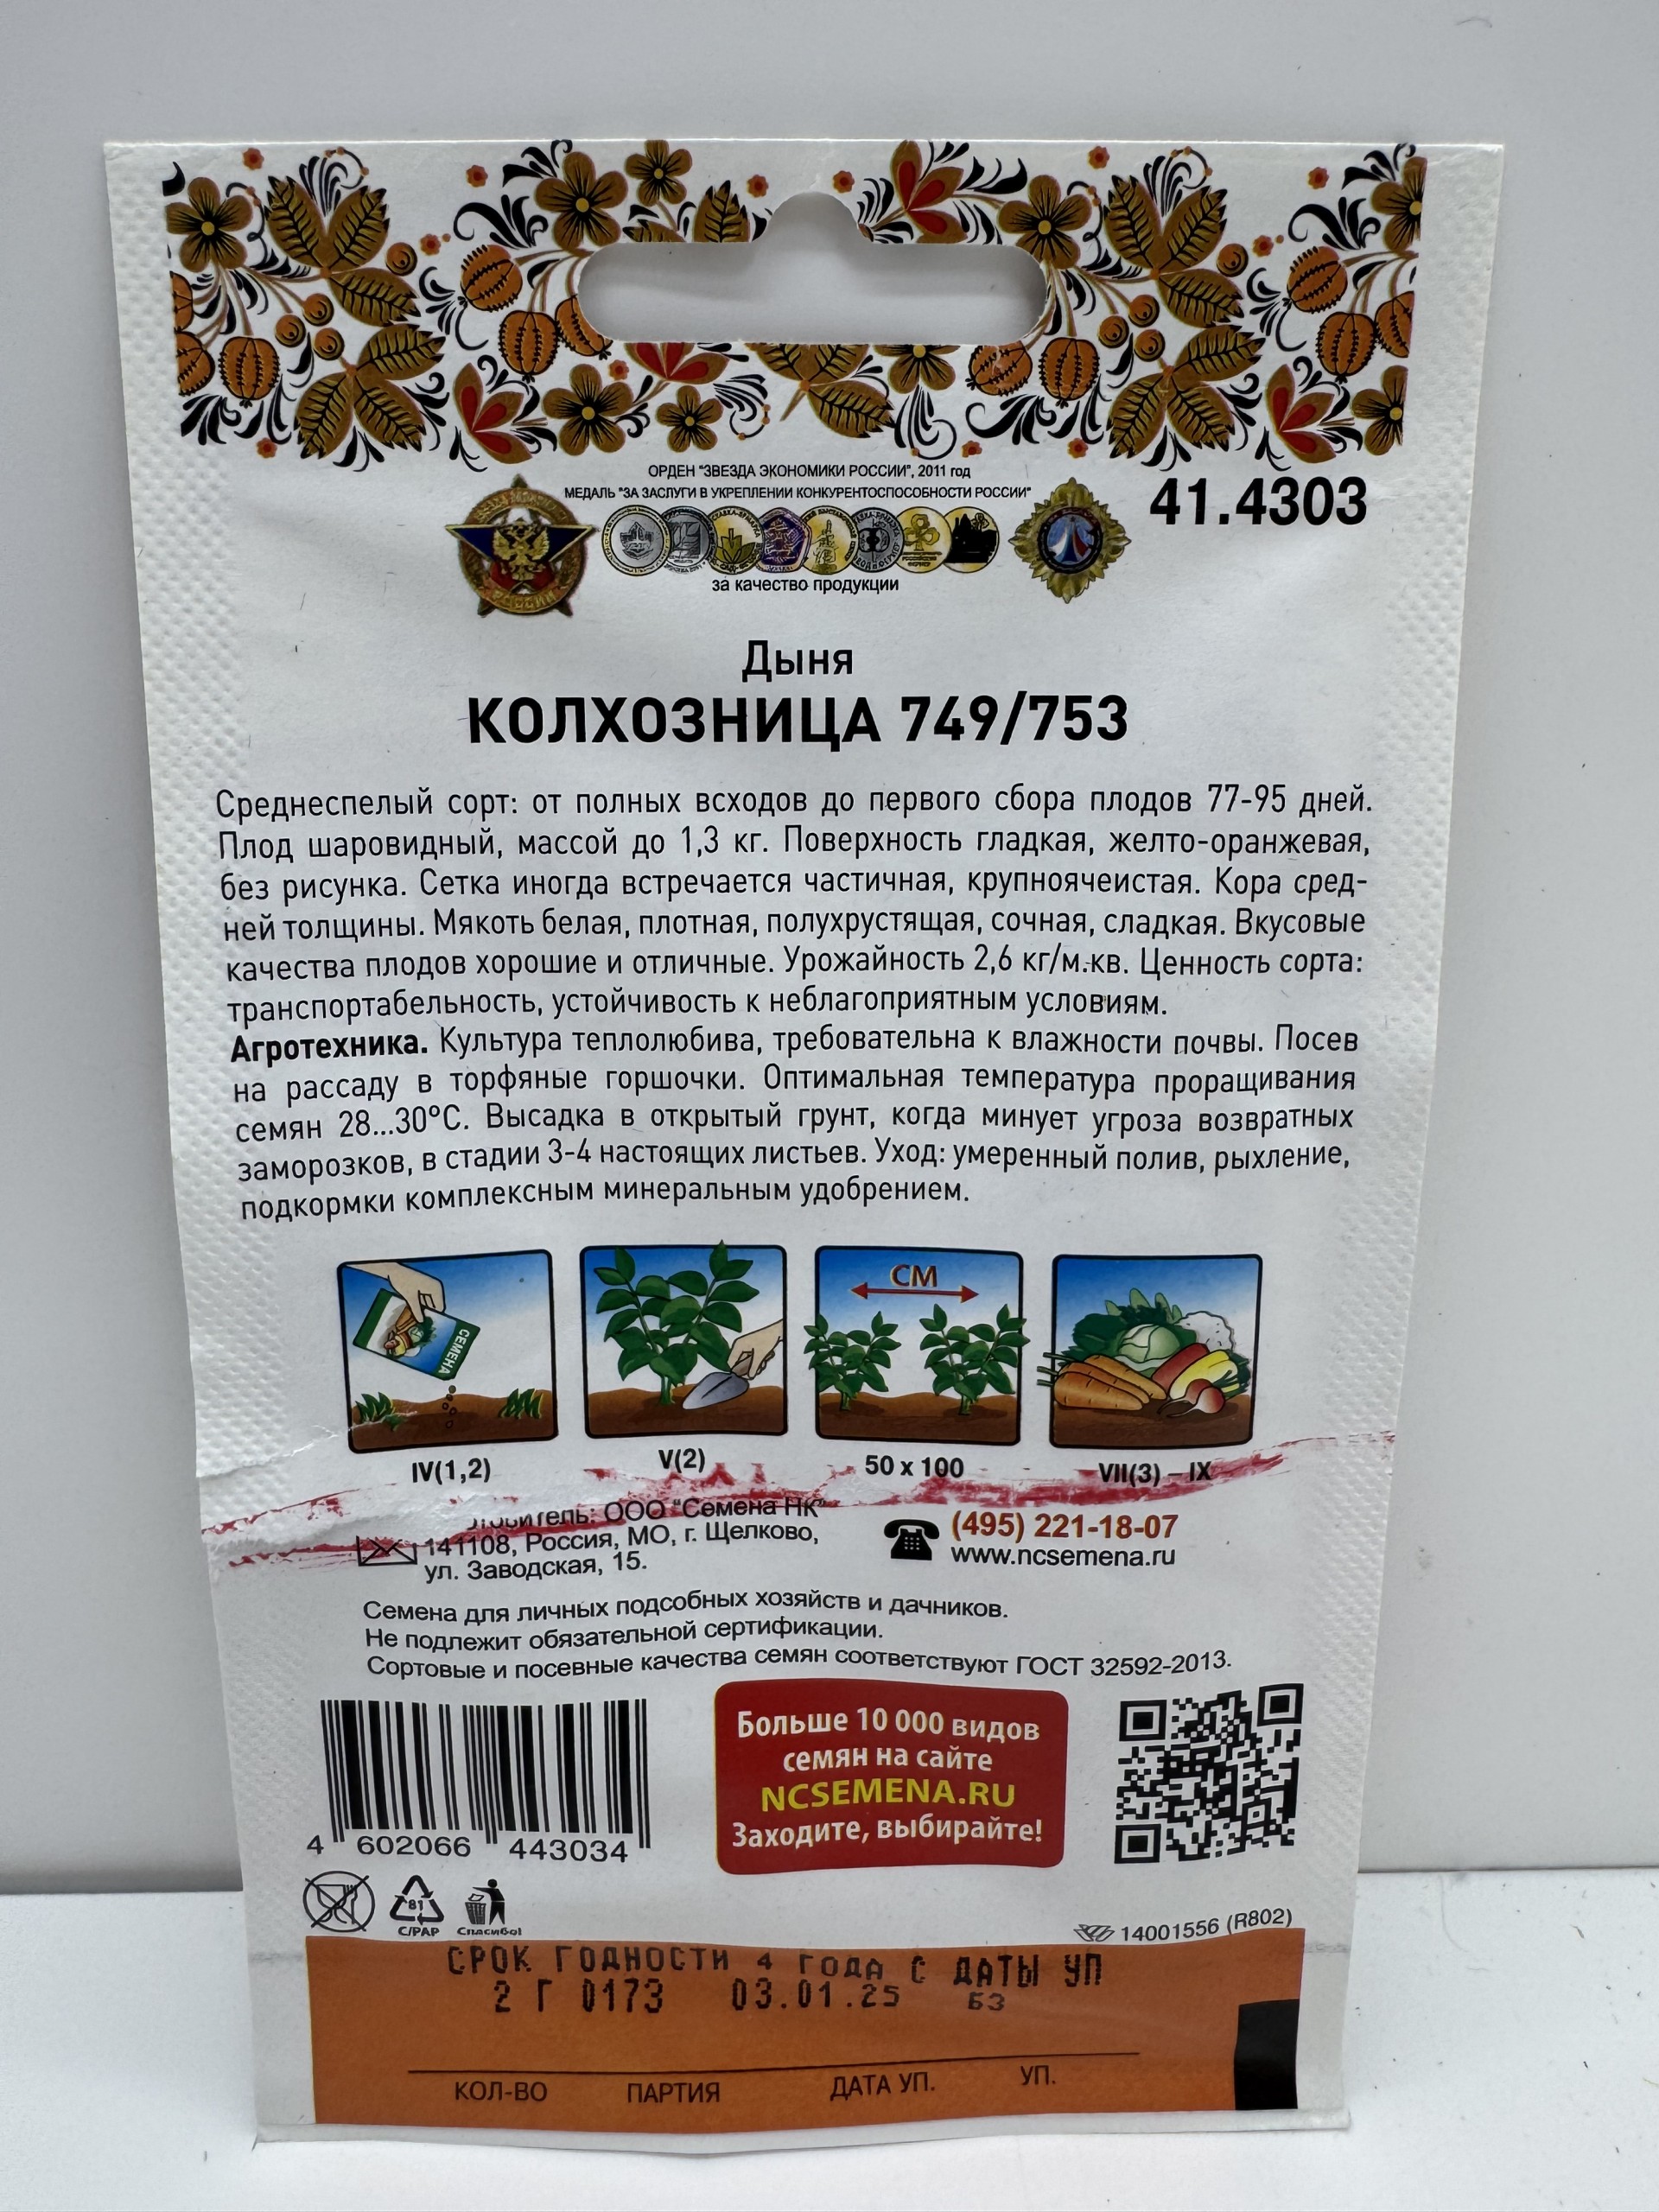 ОРДЕН "ЗВЕЗДА ЭКОНОМИКИ РОССИИ", 2011 год
МЕДАЛЬ "ЗА ЗАСЛУГИ В УКРЕПЛЕНИИ КОНКУРЕНТОСПОСОБНОСТИ РОССИИ"
41.4303
за качество продукции
Дыня
КОЛХОЗНИЦА 749/753
Среднеспелый сорт: от полных всходов до первого сбора плодов 77-95 дней.
Плод шаровидный, массой до 1,3 кг. Поверхность гладкая, желто-оранжевая,
без рисунка. Сетка иногда встречается частичная, крупноячеистая. Кора сред-
ней толщины. Мякоть белая, плотная, полухрустящая, сочная, сладкая. Вкусовые
качества плодов хорошие и отличные. Урожайность 2,6 кг/м.кв. Ценность сорта:
транспортабельность, устойчивость к неблагоприятным условиям.
Агротехника. Культура теплолюбива, требовательна к влажности почвы. Посев
на рассаду в торфяные горшочки. Оптимальная температура проращивания
семян 28...30°С. Высадка в открытый грунт, когда минует угроза возвратных
заморозков, в стадии 3-4 настоящих листьев. Уход: умеренный полив, рыхление,
подкормки комплексным минеральным удобрением.
СЕМЕНА
СМ
IV(1,2) V(2) 50 x 100 VII(3) – IX
ООО "Семена НК"
141108, Россия, МО, г. Щелково,
ул. Заводская, 15.
(495) 221-18-07
www.ncsemena.ru
Семена для личных подсобных хозяйств и дачников.
Не подлежит обязательной сертификации.
Сортовые и посевные качества семян соответствуют ГОСТ 32592-2013.
Больше 10 000 видов
семян на сайте
NCSEMENA.RU
Заходите, выбирайте!
4 602066 443034
81
C/PAP
Спасибо!
14001556 (R802)
СРОК ГОДНОСТИ 4 ГОДА С ДАТЫ УП
2 Г 0173 03.01.25 Б3
КОЛ-ВО ПАРТИЯ ДАТА УП. УП.